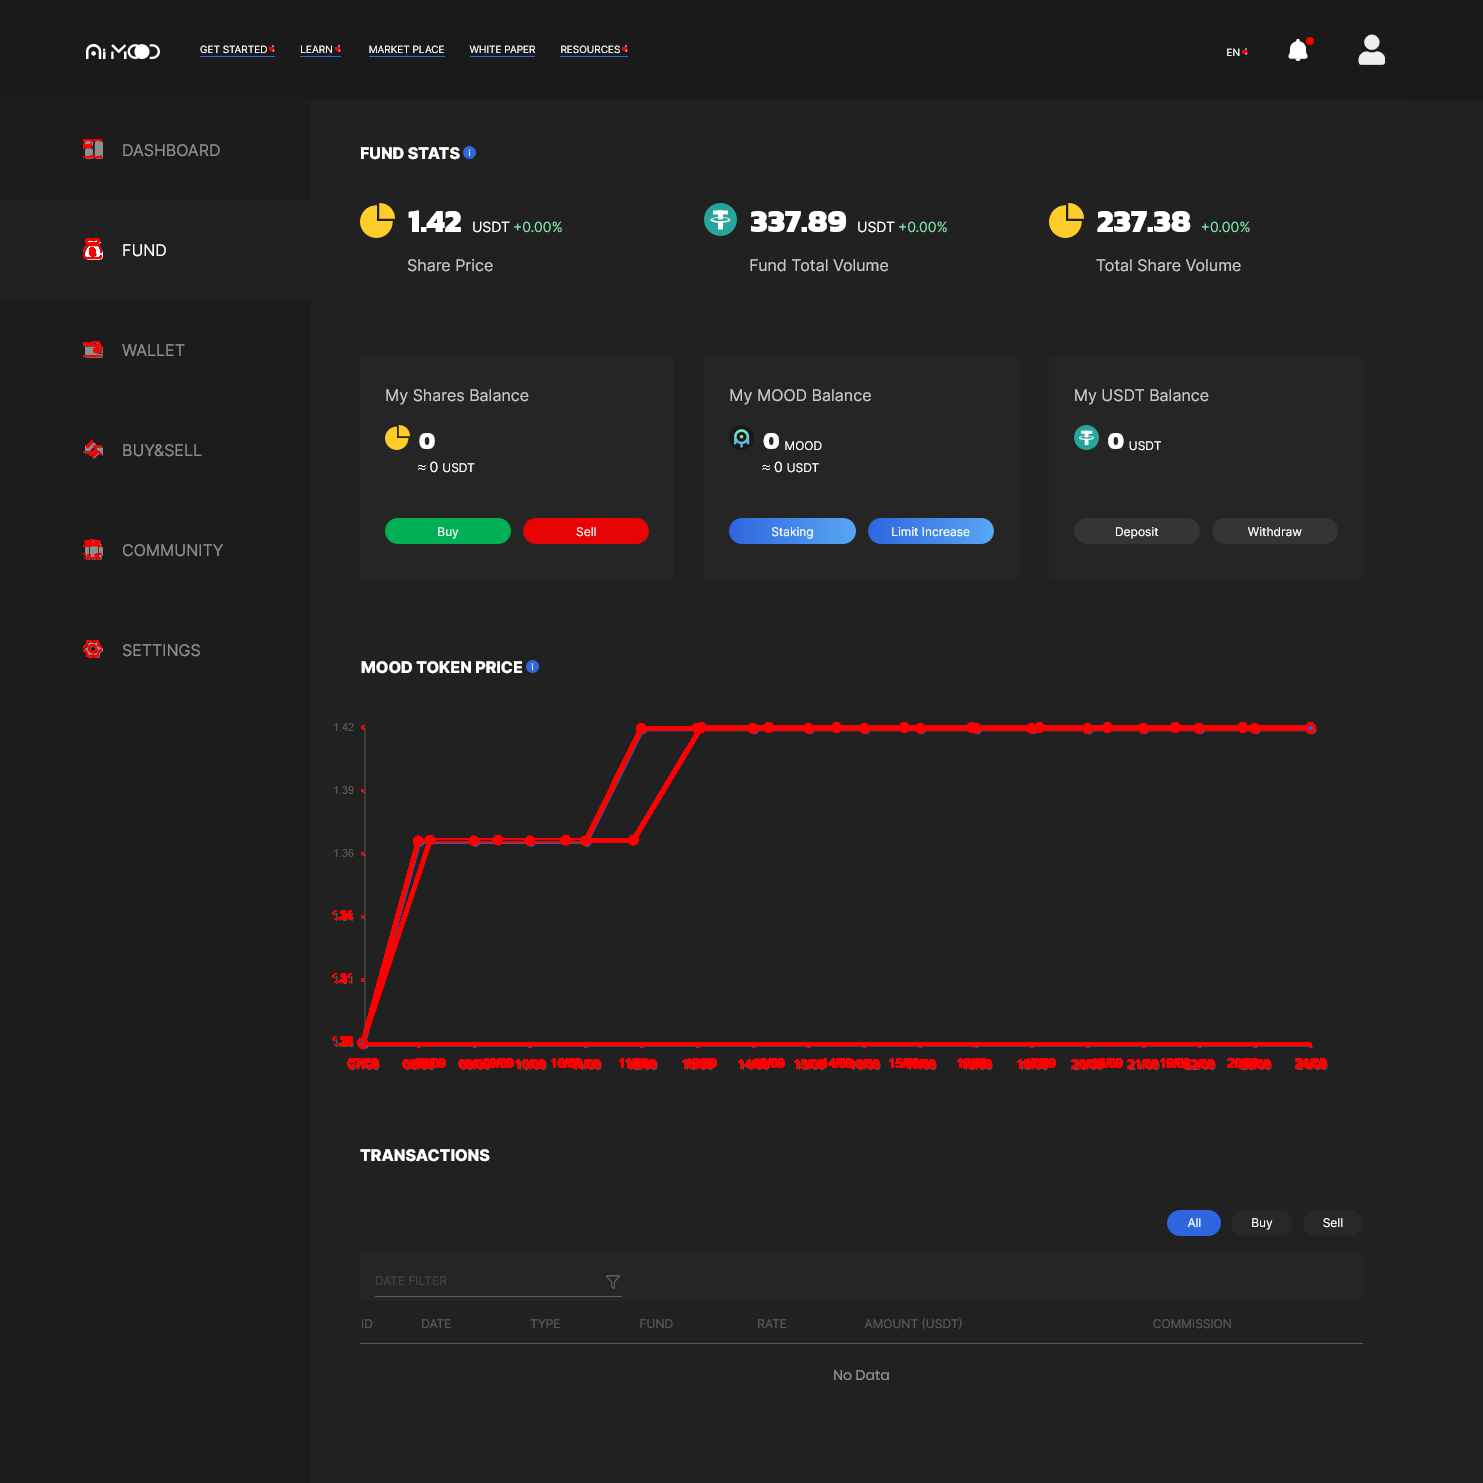 Ai MOOD
GET STARTED LEARN MARKET PLACE WHITE PAPER RESOURCES
EN
DASHBOARD
FUND
WALLET
BUY&SELL
COMMUNITY
SETTINGS
FUND STATS
1.42 USDT +0.00%
Share Price
337.89 USDT +0.00%
Fund Total Volume
237.38 +0.00%
Total Share Volume
My Shares Balance
0
≈ 0 USDT
Buy Sell
My MOOD Balance
0 MOOD
≈ 0 USDT
Staking Limit Increase
My USDT Balance
0 USDT
Deposit Withdraw
MOOD TOKEN PRICE
1.42
1.39
1.36
TRANSACTIONS
All Buy Sell
DATE FILTER
ID DATE TYPE FUND RATE AMOUNT (USDT) COMMISSION
No Data